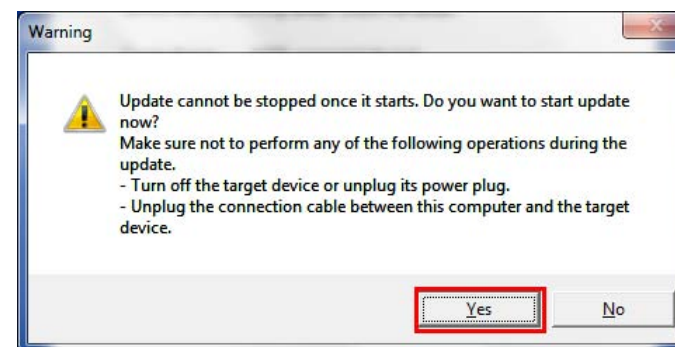 Warning
Update cannot be stopped once it starts. Do you want to start update
now?
Make sure not to perform any of the following operations during the
update.
- Turn off the target device or unplug its power plug.
- Unplug the connection cable between this computer and the target
device.
Yes
No